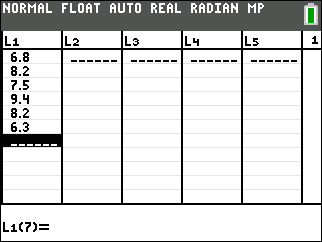 NORMAL FLOAT AUTO REAL RADIAN MP
L1 L2 L3 L4 L5 1
6.8 ------ ------ ------ ------
8.2
7.5
9.4
8.2
6.3
------
L1(7)=